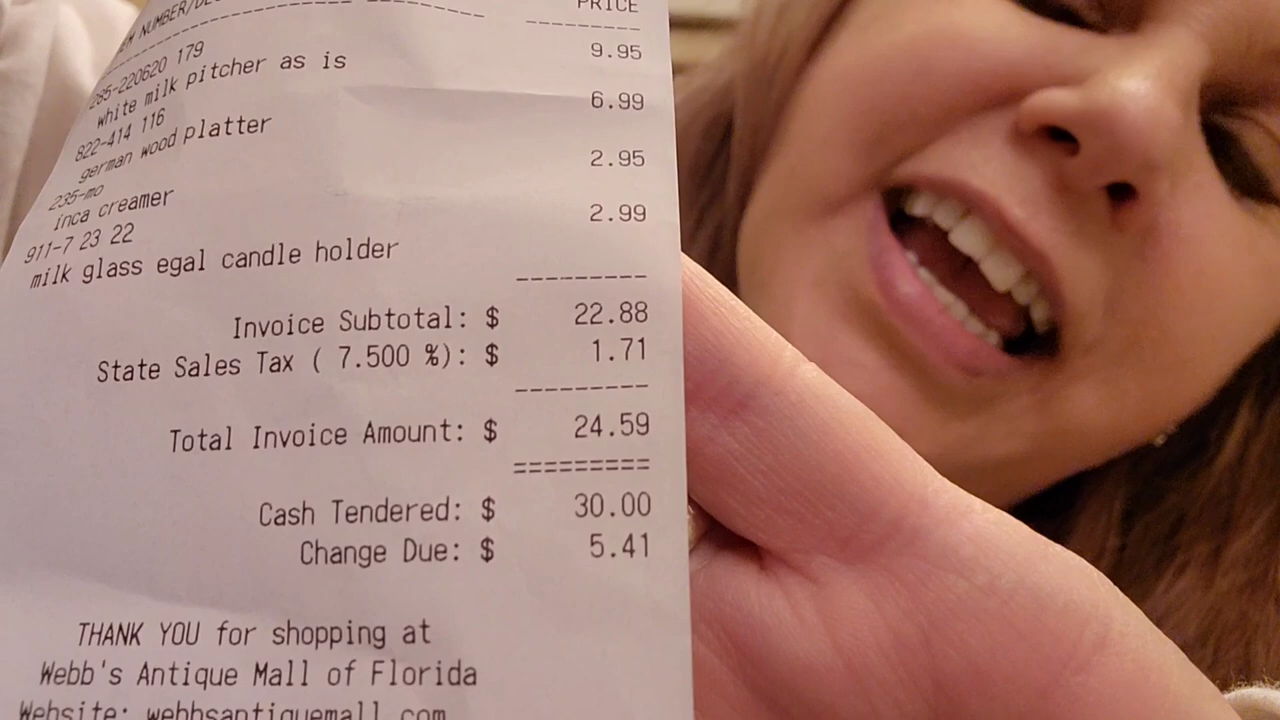 PRICE
285-220620 179 9.95
white milk pitcher as is
822-414 116 6.99
german wood platter
235-mo 2.95
inca creamer
911-7 23 22 2.99
milk glass egal candle holder
Invoice Subtotal: $ 22.88
State Sales Tax ( 7.500 %): $ 1.71
Total Invoice Amount: $ 24.59
=========
Cash Tendered: $ 30.00
Change Due: $ 5.41
THANK YOU for shopping at
Webb's Antique Mall of Florida
Website: webbsantiquemall.com